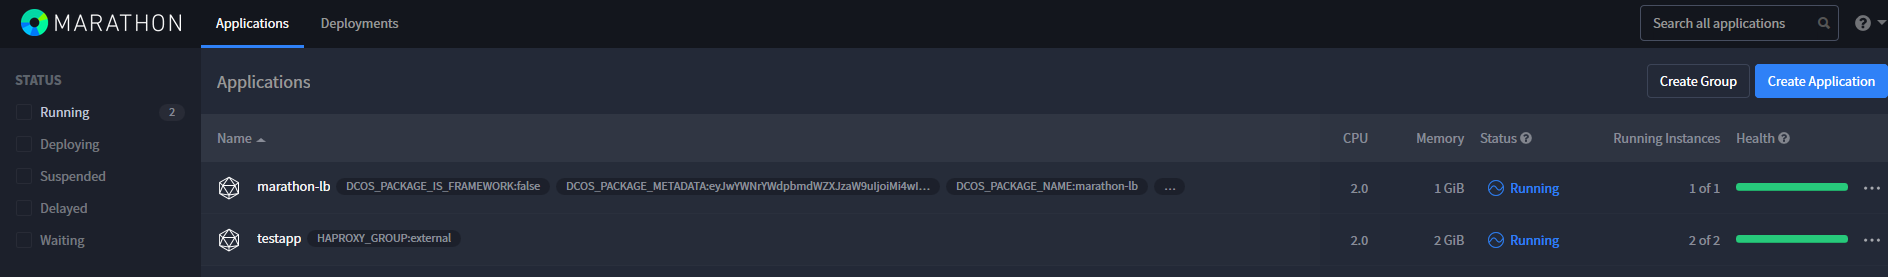 MARATHON Applications Deployments Search all applications ?
STATUS
Running 2
Deploying
Suspended
Delayed
Waiting
Applications Create Group Create Application
Name CPU Memory Status ? Running Instances Health ?
marathon-lb DCOS_PACKAGE_IS_FRAMEWORK:false DCOS_PACKAGE_METADATA:eyJwYWNrYWdpbmdWZXJzaW9uIjoiMi4wI... DCOS_PACKAGE_NAME:marathon-lb ... 2.0 1 GiB Running 1 of 1
testapp HAPROXY_GROUP:external 2.0 2 GiB Running 2 of 2